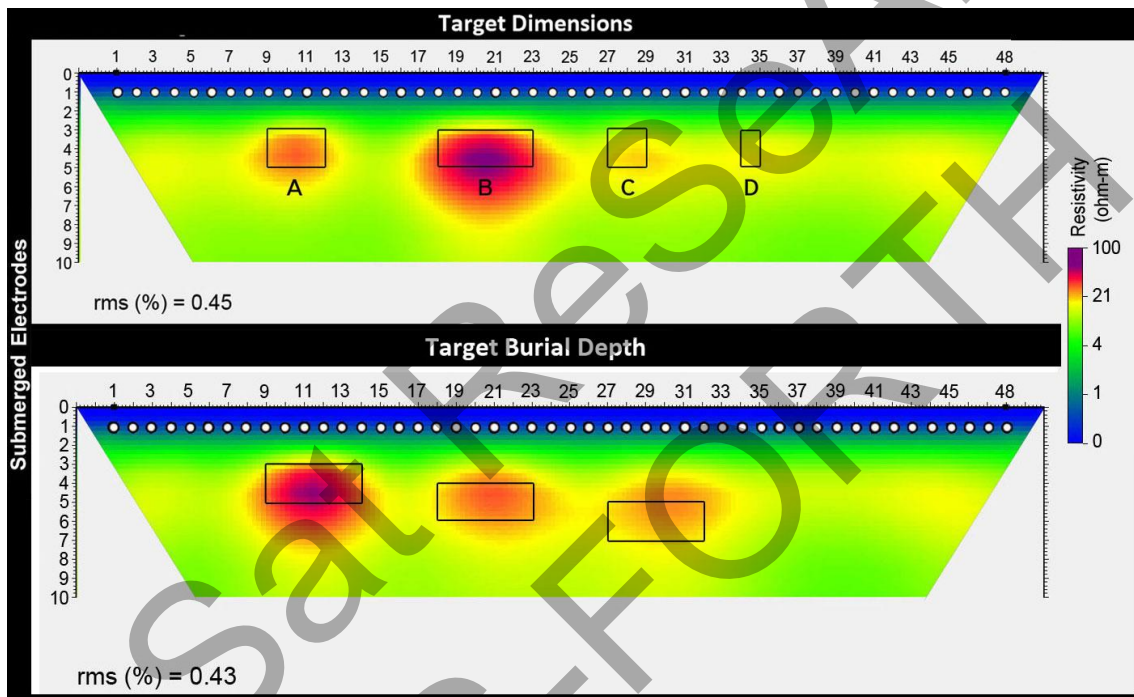 Target Dimensions
1 3 5 7 9 11 13 15 17 19 21 23 25 27 29 31 33 35 37 39 41 43 45 48
0
1
2
3
4
5
6
7
8
9
10
A B C D
rms (%) = 0.45
Target Burial Depth
1 3 5 7 9 11 13 15 17 19 21 23 25 27 29 31 33 35 37 39 41 43 45 48
0
1
2
3
4
5
6
7
8
9
10
rms (%) = 0.43
Submerged Electrodes
Resistivity
(ohm-m)
100
21
4
1
0
Sat ReSeA
-FORTH